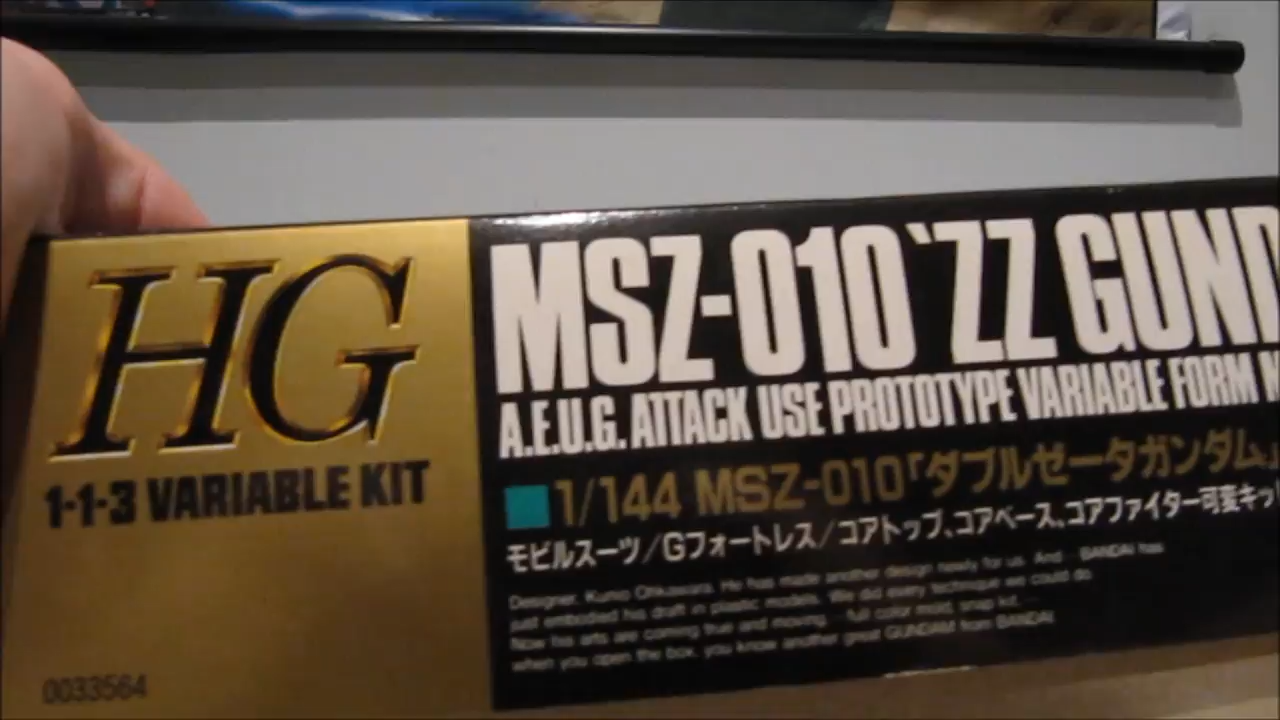 HG
1-1-3 VARIABLE KIT
0033564
MSZ-010 `ZZ GUND
A.E.U.G. ATTACK USE PROTOTYPE VARIABLE FORM M
1/144 MSZ-010「ダブルゼータガンダム」
モビルスーツ/Gフォートレス/コアトップ、コアベース、コアファイター可変キッ
Designer, Kunio Ohkawara. He has made another design newly for us. And... BANDAI has
just embodied his draft in plastic models. We did every technique we could do.
Now his arts are coming true and moving, ... full color mold, snap kit, ...
when you open the box, you know another great GUNDAM from BANDAI.